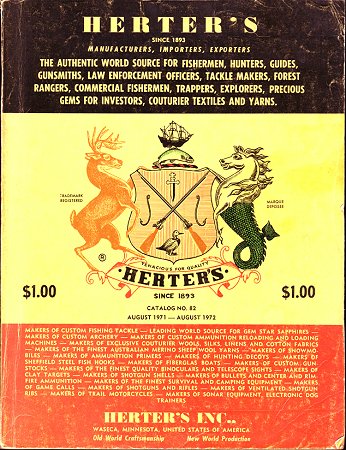 HERTER'S
SINCE 1893
MANUFACTURERS, IMPORTERS, EXPORTERS
THE AUTHENTIC WORLD SOURCE FOR FISHERMEN, HUNTERS, GUIDES,
GUNSMITHS, LAW ENFORCEMENT OFFICERS, TACKLE MAKERS, FOREST
RANGERS, COMMERCIAL FISHERMEN, TRAPPERS, EXPLORERS, PRECIOUS
GEMS FOR INVESTORS, COUTURIER TEXTILES AND YARNS.
TRADEMARK
REGISTERED
MARQUE
DEPOSEE
®
TENACIOUS FOR QUALITY
HERTER'S
SINCE 1893
$1.00
$1.00
CATALOG NO. 82
AUGUST 1971 — AUGUST 1972
MAKERS OF CUSTOM FISHING TACKLE — LEADING WORLD SOURCE FOR GEM STAR SAPPHIRES —
MAKERS OF CUSTOM ARCHERY — MAKERS OF CUSTOM AMMUNITION RELOADING AND LOADING
MACHINES — MAKERS OF EXCLUSIVE COUTURIER WOOL, SILKS, LINENS AND COTTON FABRICS
— MAKERS OF THE FINEST AUSTRALIAN MERINO SHEEP WOOL YARNS — MAKERS OF SNOWMO-
BILES — MAKERS OF AMMUNITION PRIMERS — MAKERS OF HUNTING DECOYS — MAKERS OF
SHEFFIELD STEEL FISH HOOKS — MAKERS OF FIBERGLAS BOATS — MAKERS OF CUSTOM GUN
STOCKS — MAKERS OF THE FINEST QUALITY BINOCULARS AND TELESCOPE SIGHTS — MAKERS OF
CLAY TARGETS — MAKERS OF SHOTGUN SHELLS — MAKERS OF BULLETS AND CENTER AND RIM-
FIRE AMMUNITION — MAKERS OF THE FINEST SURVIVAL AND CAMPING EQUIPMENT — MAKERS
OF GAME CALLS — MAKERS OF SHOTGUNS AND RIFLES — MAKERS OF VENTILATED SHOTGUN
RIBS — MAKERS OF TRAIL MOTORCYCLES — MAKERS OF SONAR EQUIPMENT, ELECTRONIC DOG
TRAINERS
HERTER'S INC.,
WASECA, MINNESOTA, UNITED STATES OF AMERICA
Old World Craftsmanship New World Production